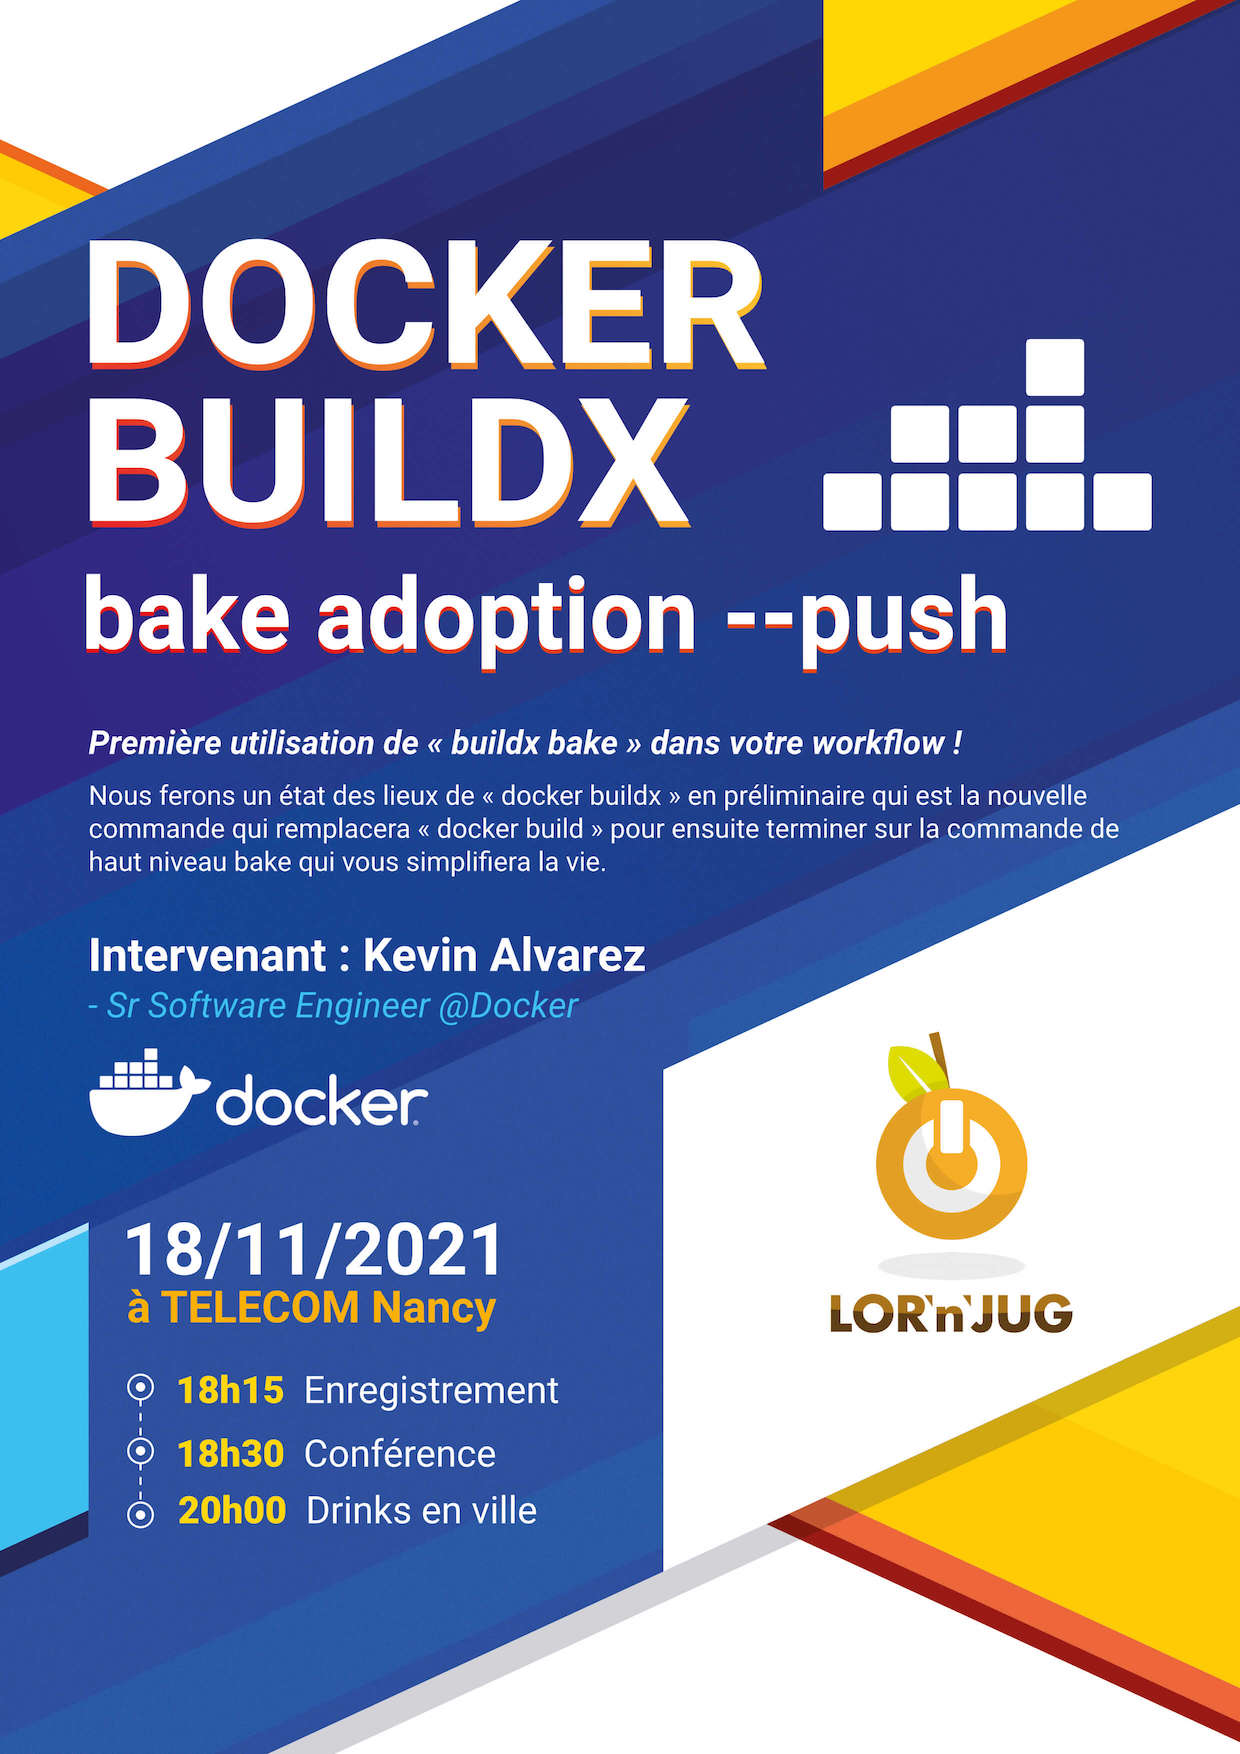 DOCKER
BUILDX
bake adoption --push
Première utilisation de « buildx bake » dans votre workflow !
Nous ferons un état des lieux de « docker buildx » en préliminaire qui est la nouvelle
commande qui remplacera « docker build » pour ensuite terminer sur la commande de
haut niveau bake qui vous simplifiera la vie.
Intervenant : Kevin Alvarez
- Sr Software Engineer @Docker
docker
18/11/2021
à TELECOM Nancy
18h15 Enregistrement
18h30 Conférence
20h00 Drinks en ville
LOR'n'JUG